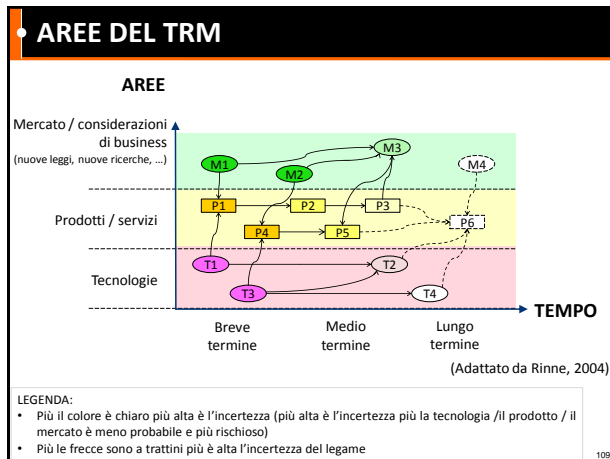 AREE DEL TRM
AREE
Mercato / considerazioni
di business
(nuove leggi, nuove ricerche, …)
M1
M2
M3
M4
Prodotti / servizi
P1
P2
P3
P4
P5
P6
Tecnologie
T1
T2
T3
T4
TEMPO
Breve
termine
Medio
termine
Lungo
termine
(Adattato da Rinne, 2004)
LEGENDA:
• Più il colore è chiaro più alta è l'incertezza (più alta è l'incertezza più la tecnologia /il prodotto / il
mercato è meno probabile e più rischioso)
• Più le frecce sono a trattini più è alta l'incertezza del legame
109